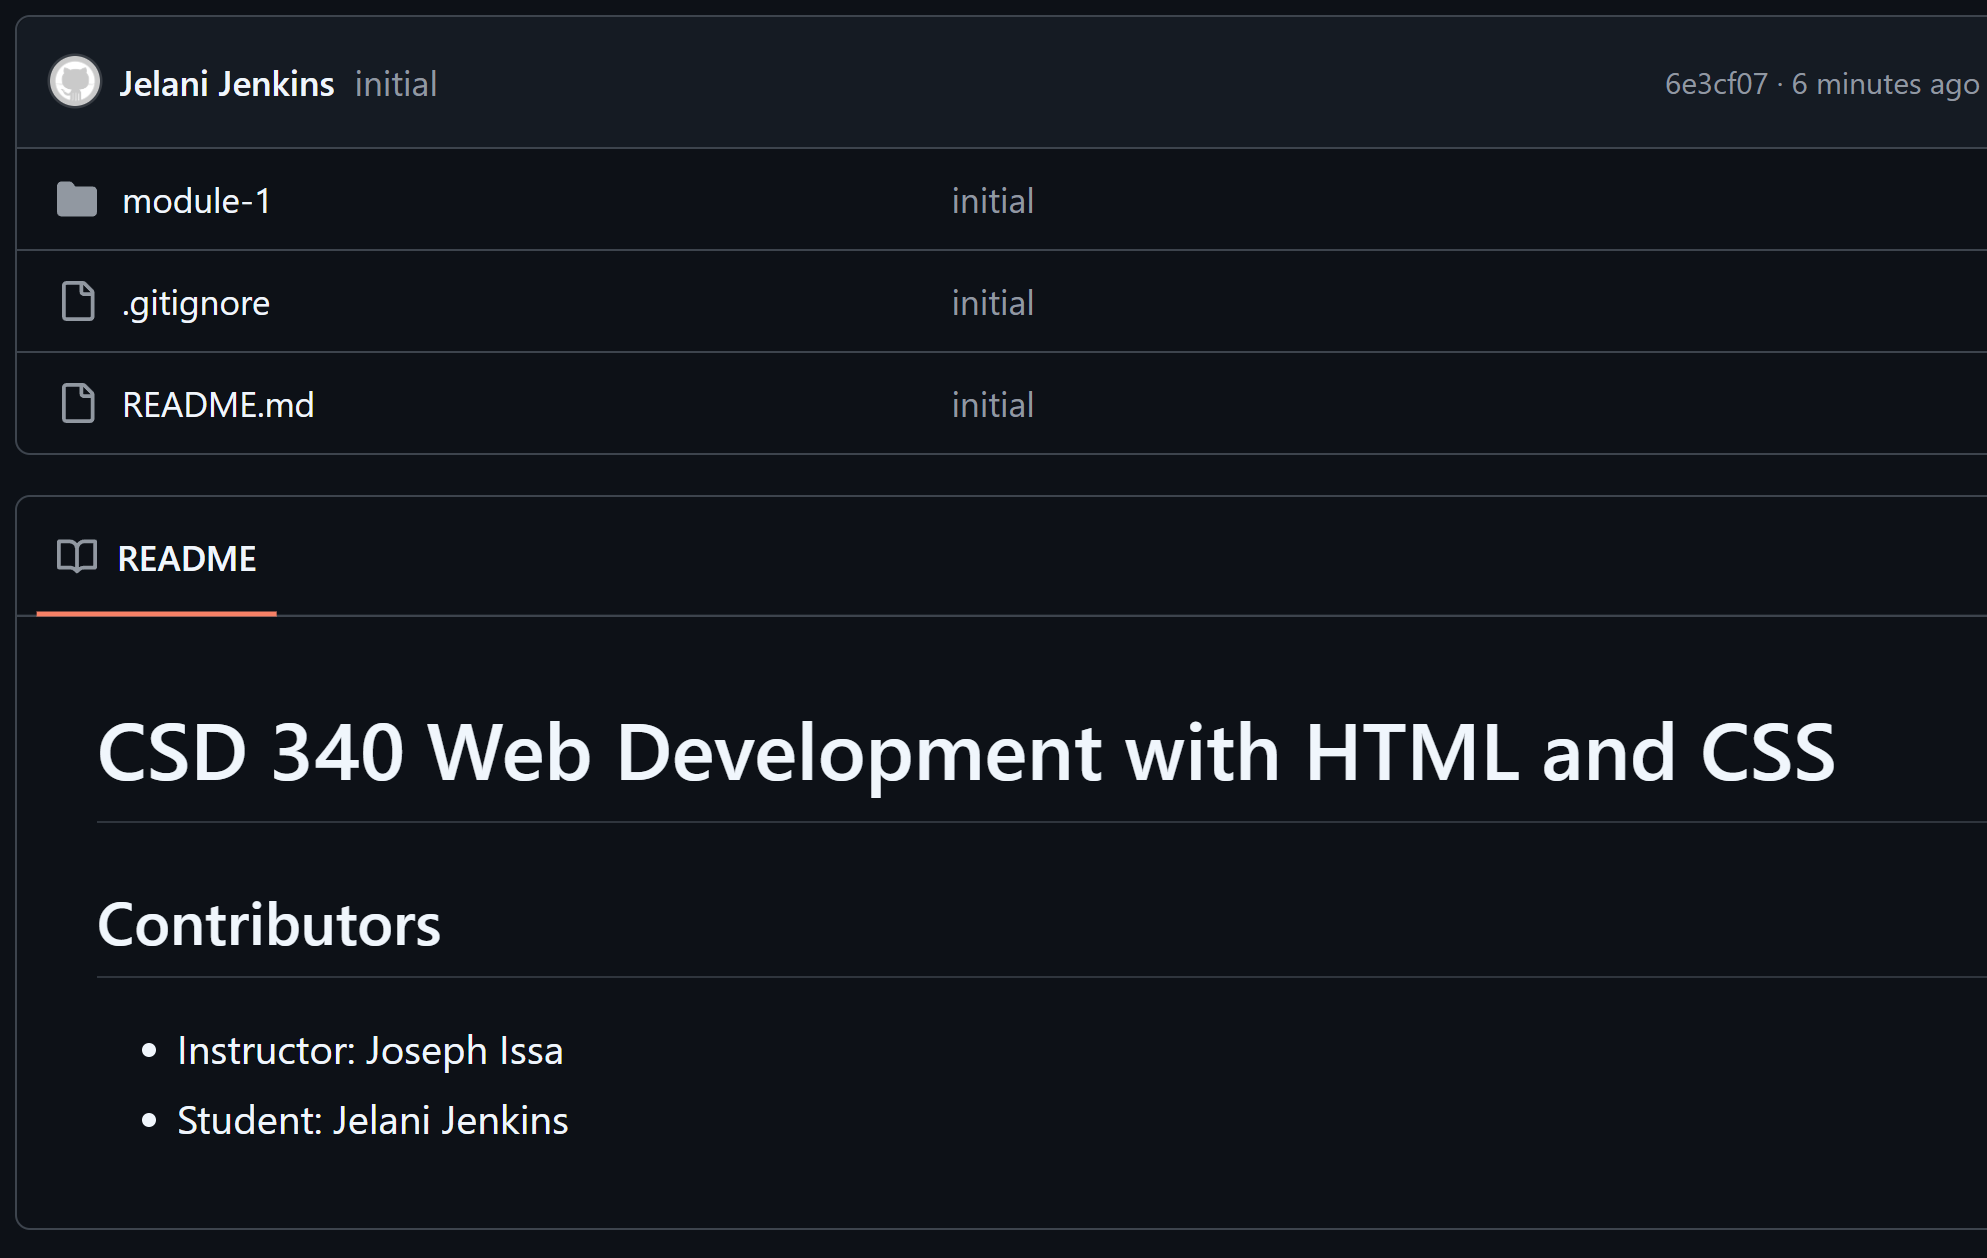 Jelani Jenkins initial 6e3cf07 · 6 minutes ago
module-1 initial
.gitignore initial
README.md initial
README
CSD 340 Web Development with HTML and CSS
Contributors
• Instructor: Joseph Issa
• Student: Jelani Jenkins